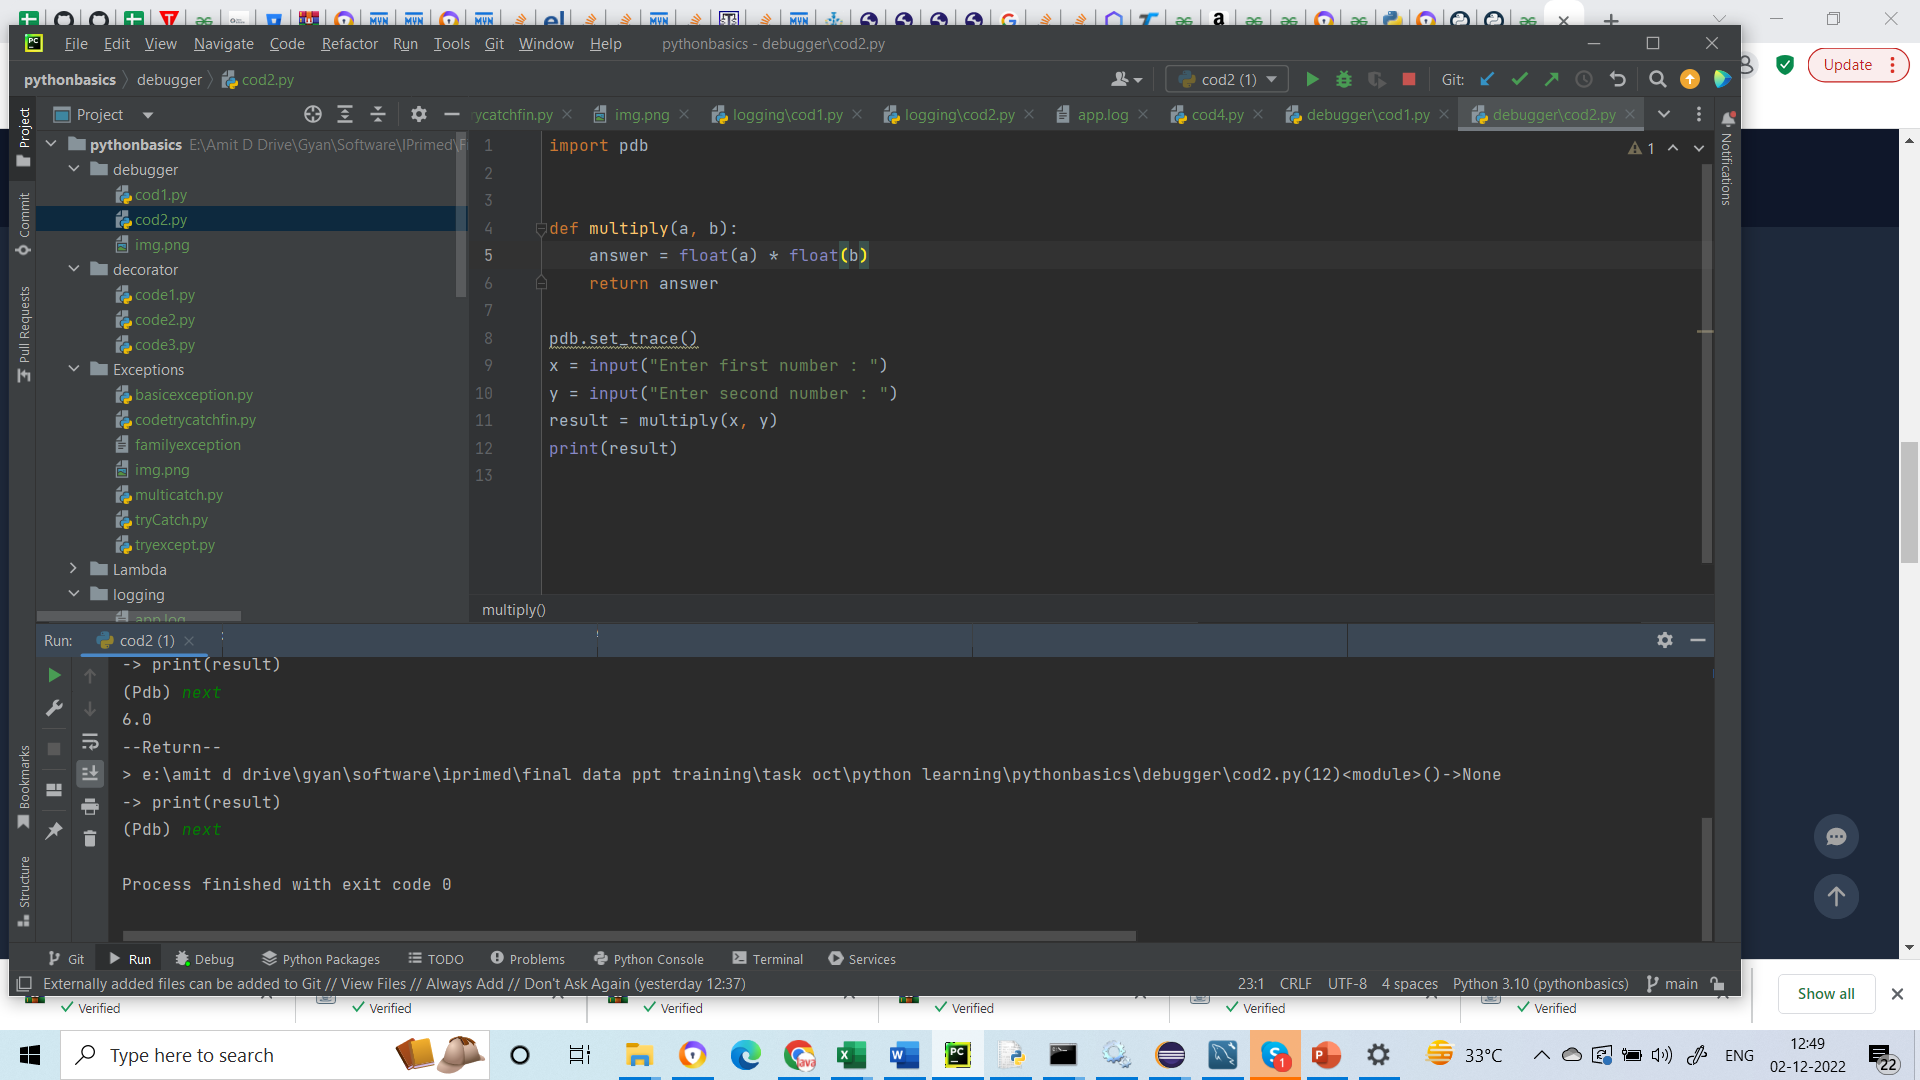 File Edit View Navigate Code Refactor Run Tools Git Window Help pythonbasics - debugger\cod2.py
Update
pythonbasics debugger cod2.py
cod2 (1)
Git:
Project
rycatchfin.py img.png logging\cod1.py logging\cod2.py app.log cod4.py debugger\cod1.py debugger\cod2.py
Project
Commit
Pull Requests
Bookmarks
Structure
Notifications
pythonbasics E:\Amit D Drive\Gyan\Software\IPrimed\F
debugger
cod1.py
cod2.py
img.png
decorator
code1.py
code2.py
code3.py
Exceptions
basicexception.py
codetrycatchfin.py
familyexception
img.png
multicatch.py
tryCatch.py
tryexcept.py
Lambda
logging
app.log
1 import pdb
2
3
4 def multiply(a, b):
5 answer = float(a) * float(b)
6 return answer
7
8 pdb.set_trace()
9 x = input("Enter first number : ")
10 y = input("Enter second number : ")
11 result = multiply(x, y)
12 print(result)
13
1
multiply()
Run: cod2 (1)
-> print(result)
(Pdb) next
6.0
--Return--
> e:\amit d drive\gyan\software\iprimed\final data ppt training\task oct\python learning\pythonbasics\debugger\cod2.py(12)<module>()->None
-> print(result)
(Pdb) next
Process finished with exit code 0
Git Run Debug Python Packages TODO Problems Python Console Terminal Services
Externally added files can be added to Git // View Files // Always Add // Don't Ask Again (yesterday 12:37) 23:1 CRLF UTF-8 4 spaces Python 3.10 (pythonbasics) main
Verified Verified Verified Verified Verified Verified Show all
Type here to search
33°C ENG 12:49
02-12-2022
22